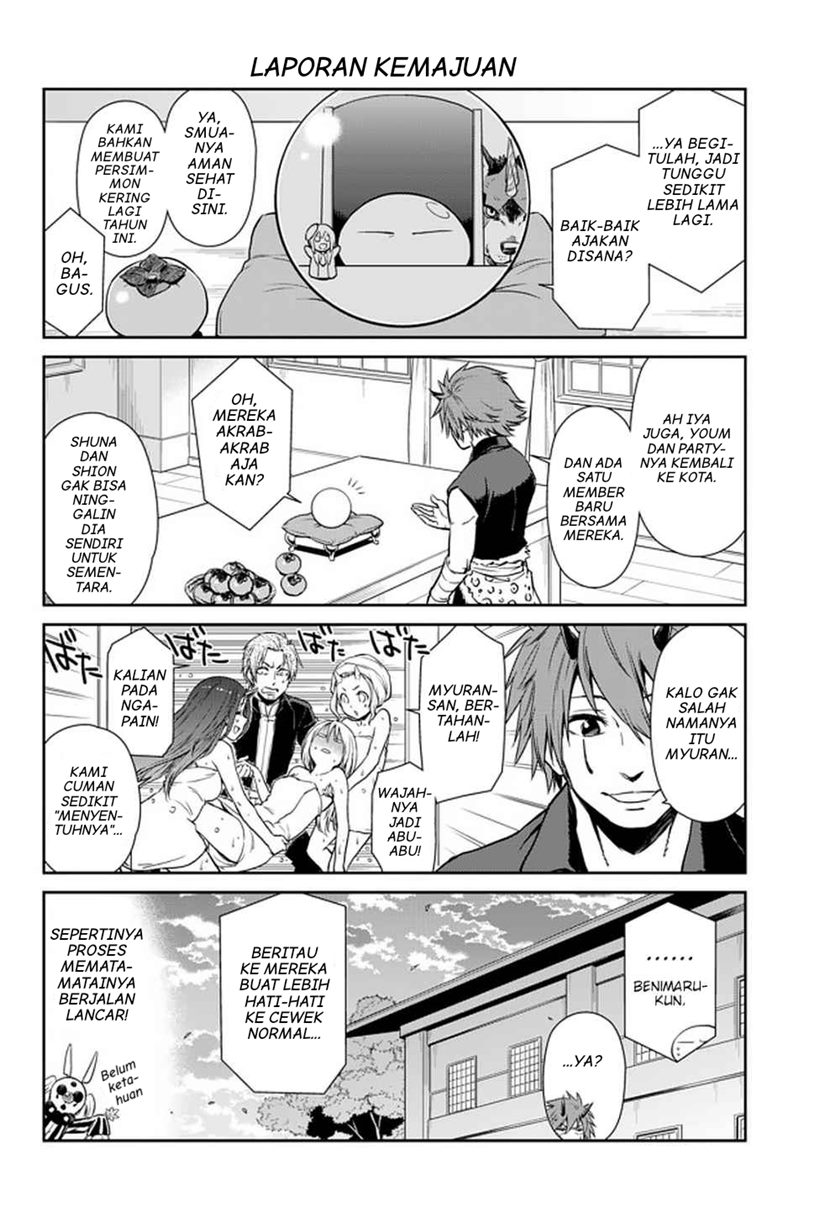 LAPORAN KEMAJUAN
...YA BEGI-
TULAH, JADI
TUNGGU
SEDIKIT
LEBIH LAMA
LAGI.
BAIK-BAIK
AJAKAN
DISANA?
YA,
SMUA-
NYA
AMAN
SEHAT
DI-
SINI.
KAMI
BAHKAN
MEMBUAT
PERSIM-
MON
KERING
LAGI
TAHUN
INI.
OH,
BA-
GUS.
AH IYA
JUGA, YOUM
DAN PARTY-
NYA KEMBALI
KE KOTA.
DAN ADA
SATU
MEMBER
BARU
BERSAMA
MEREKA.
OH,
MEREKA
AKRAB-
AKRAB
AJA
KAN?
SHUNA
DAN
SHION
GAK BISA
NING-
GALIN
DIA
SENDIRI
UNTUK
SEMEN-
TARA.
KALO GAK
SALAH
NAMANYA
ITU
MYURAN...
MYURAN-
SAN, BER-
TAHAN-
LAH!
WAJAH-
NYA
JADI
ABU-
ABU!
ばた
ばた
ばた
ばた
KALIAN
PADA
NGA-
PAIN!
KAMI
CUMAN
SEDIKIT
"MENYEN-
TUHNYA"...
......
BENIMARU-
KUN.
...YA?
BERITAU
KE MEREKA
BUAT LEBIH
HATI-HATI
KE CEWEK
NORMAL...
SEPERTINYA
PROSES
MEMATA-
MATAINYA
BERJALAN
LANCAR!
Belum
keta-
huan